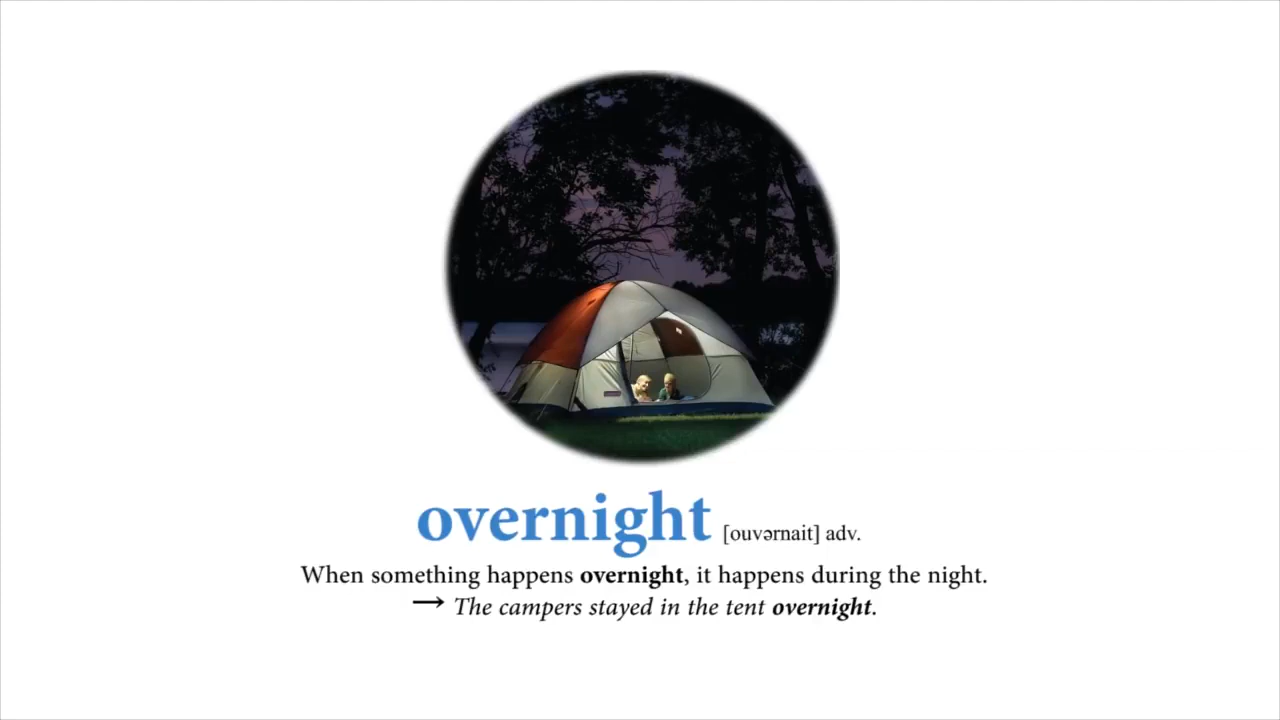 overnight [ouvərnait] adv.
When something happens overnight, it happens during the night.
→ The campers stayed in the tent overnight.